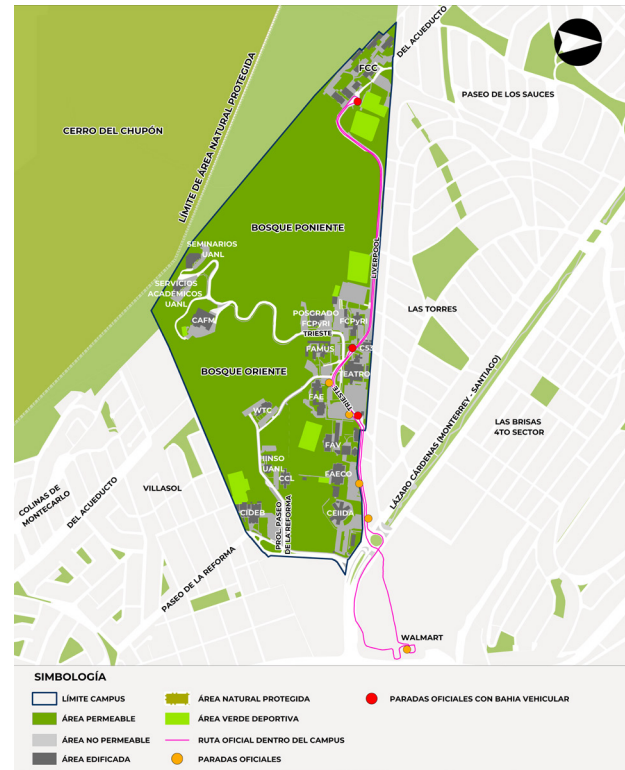 DEL ACUEDUCTO
FCC
PASEO DE LOS SAUCES
CERRO DEL CHUPÓN
LÍMITE DE ÁREA NATURAL PROTEGIDA
BOSQUE PONIENTE
SEMINARIOS
UANL
LIVERPOOL
SERVICIOS
ACADÉMICOS
UANL
CAFM
POSGRADO
FCPyRI
FCPyRI
LAS TORRES
TRIESTE
FAMUS
BOSQUE ORIENTE
TEATRO
TRIESTE
FAE
WTC
LÁZARO CÁRDENAS (MONTERREY - SANTIAGO)
LAS BRISAS
4TO SECTOR
FAV
IINSO
UANL
CCL
FAECO
COLINAS DE
MONTECARLO
DEL ACUEDUCTO
VILLASOL
CIDEB
PROL. PASEO
DE LA REFORMA
CEIIDA
PASEO DE LA REFORMA
WALMART
SIMBOLOGÍA
LÍMITE CAMPUS
ÁREA NATURAL PROTEGIDA
PARADAS OFICIALES CON BAHIA VEHICULAR
ÁREA PERMEABLE
ÁREA VERDE DEPORTIVA
ÁREA NO PERMEABLE
RUTA OFICIAL DENTRO DEL CAMPUS
ÁREA EDIFICADA
PARADAS OFICIALES